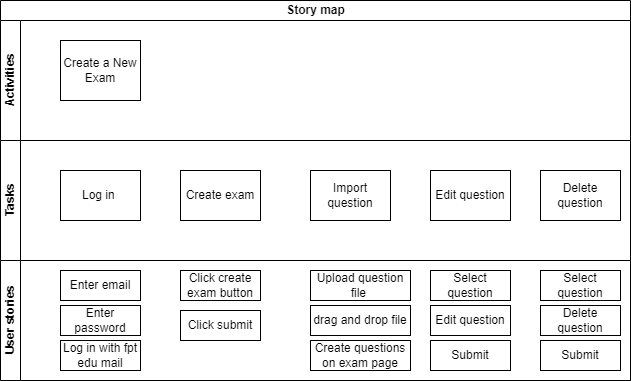 Story map
Activities
Create a New
Exam
Tasks
Log in
Create exam
Import
question
Edit question
Delete
question
User stories
Enter email
Enter
password
Log in with fpt
edu mail
Click create
exam button
Click submit
Upload question
file
drag and drop file
Create questions
on exam page
Select
question
Edit question
Submit
Select
question
Delete
question
Submit